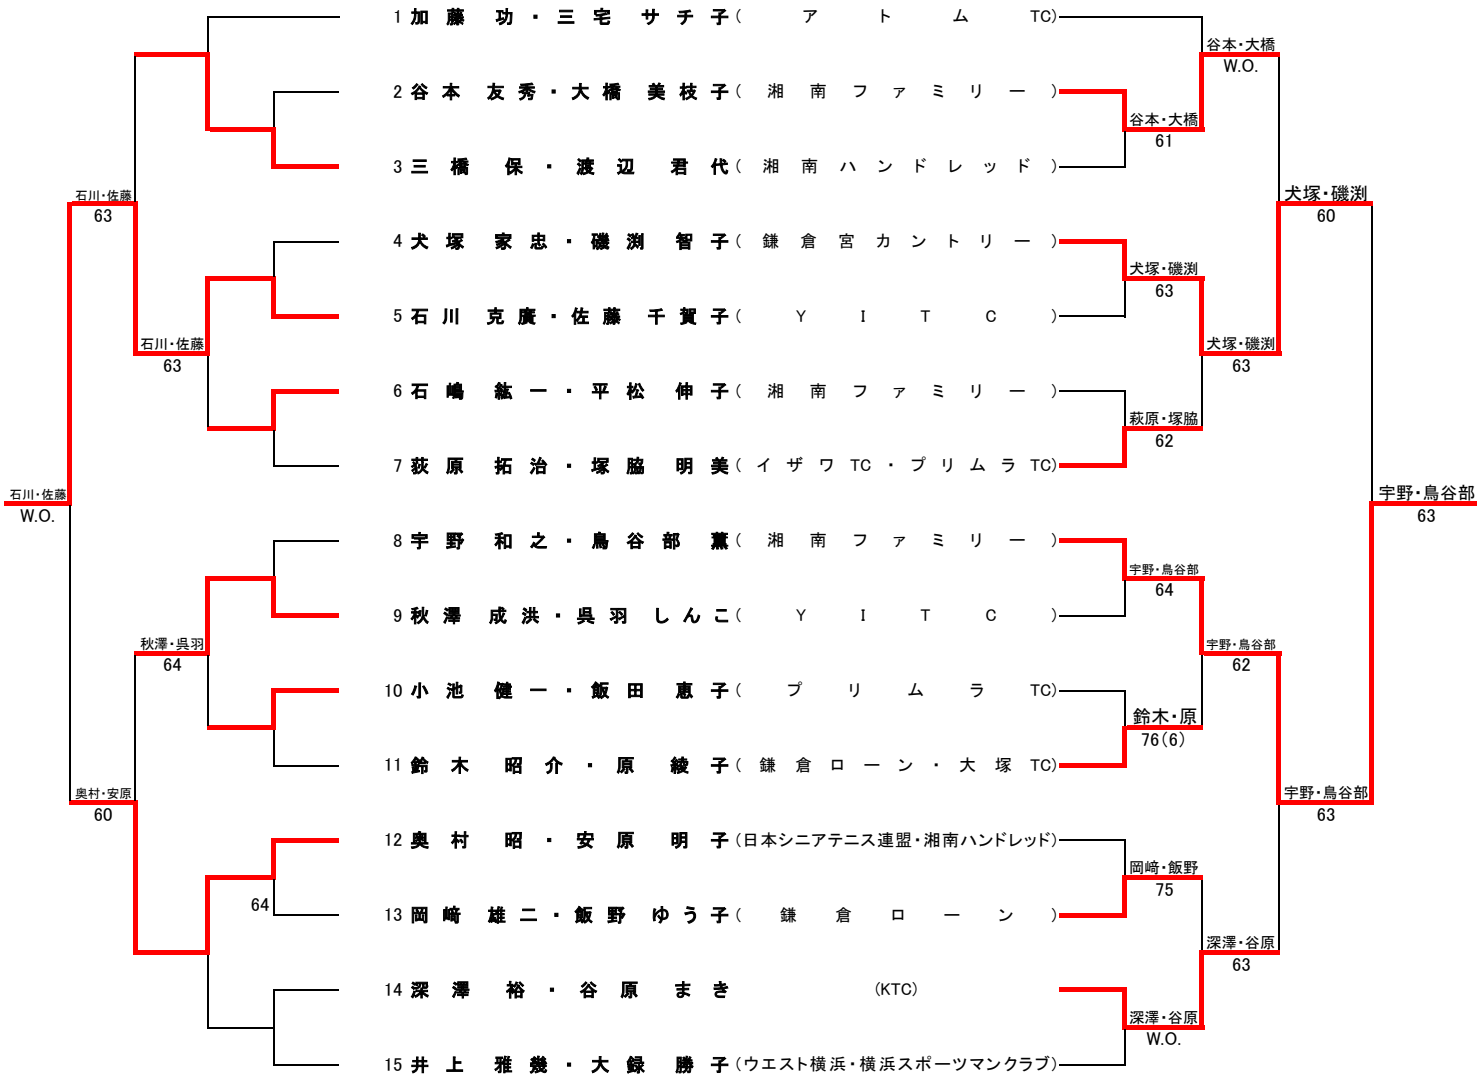 1 加藤 功・三宅 サチ子 (アトム TC)
谷本・大橋
W.O.
2 谷本 友秀・大橋 美枝子 (湘南ファミリー)
谷本・大橋
61
3 三橋 保・渡辺 君代 (湘南ハンドレッド)
石川・佐藤
63
犬塚・磯渕
60
4 犬塚 家忠・磯渕 智子 (鎌倉宮カントリー)
犬塚・磯渕
63
5 石川 克廣・佐藤 千賀子 (YITC)
石川・佐藤
63
犬塚・磯渕
63
6 石嶋 紘一・平松 伸子 (湘南ファミリー)
萩原・塚脇
62
7 荻原 拓治・塚脇 明美 (イザワ TC・プリムラ TC)
石川・佐藤
W.O.
宇野・鳥谷部
63
8 宇野 和之・鳥谷部 薫 (湘南ファミリー)
宇野・鳥谷部
64
9 秋澤 成洪・呉羽 しんこ (YITC)
秋澤・呉羽
64
宇野・鳥谷部
62
10 小池 健一・飯田 恵子 (プリムラ TC)
鈴木・原
76(6)
11 鈴木 昭介・原 綾子 (鎌倉ローン・大塚 TC)
奥村・安原
60
宇野・鳥谷部
63
12 奥村 昭・安原 明子 (日本シニアテニス連盟・湘南ハンドレッド)
岡﨑・飯野
75
64
13 岡﨑 雄二・飯野 ゆう子 (鎌倉ローン)
深澤・谷原
63
14 深澤 裕・谷原 まき (KTC)
深澤・谷原
W.O.
15 井上 雅幾・大録 勝子 (ウエスト横浜・横浜スポーツマンクラブ)